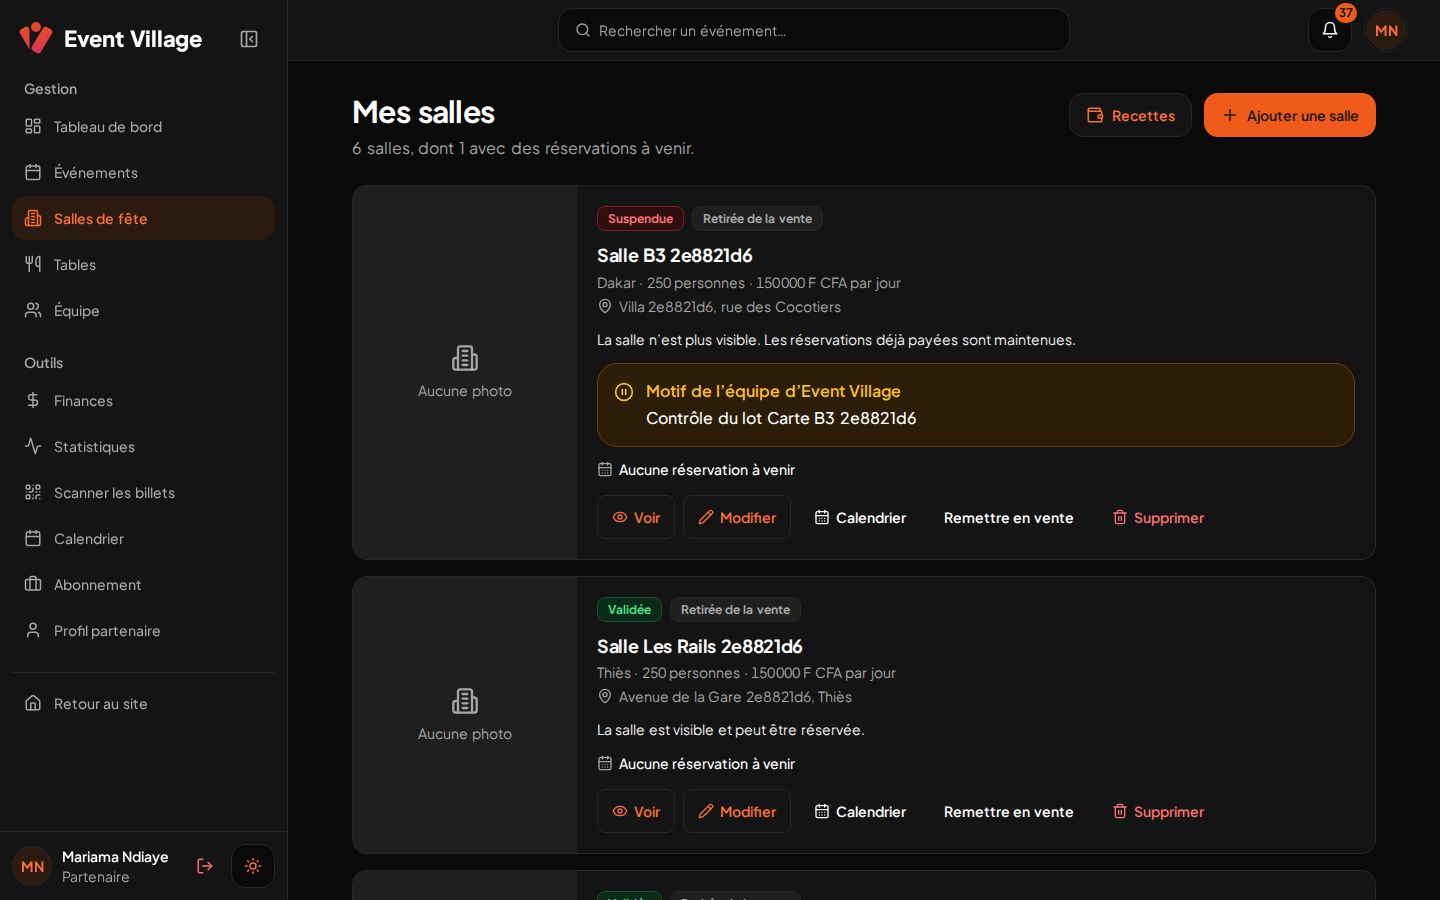 Event Village
Gestion
Tableau de bord
Événements
Salles de fête
Tables
Équipe
Outils
Finances
Statistiques
Scanner les billets
Calendrier
Abonnement
Profil partenaire
Retour au site
MN
Mariama Ndiaye
Partenaire
Rechercher un événement...
37
MN
Mes salles
6 salles, dont 1 avec des réservations à venir.
Recettes
Ajouter une salle
Aucune photo
Suspendue
Retirée de la vente
Salle B3 2e8821d6
Dakar · 250 personnes · 150000 F CFA par jour
Villa 2e8821d6, rue des Cocotiers
La salle n’est plus visible. Les réservations déjà payées sont maintenues.
Motif de l’équipe d’Event Village
Contrôle du lot Carte B3 2e8821d6
Aucune réservation à venir
Voir
Modifier
Calendrier
Remettre en vente
Supprimer
Aucune photo
Validée
Retirée de la vente
Salle Les Rails 2e8821d6
Thiès · 250 personnes · 150000 F CFA par jour
Avenue de la Gare 2e8821d6, Thiès
La salle est visible et peut être réservée.
Aucune réservation à venir
Voir
Modifier
Calendrier
Remettre en vente
Supprimer